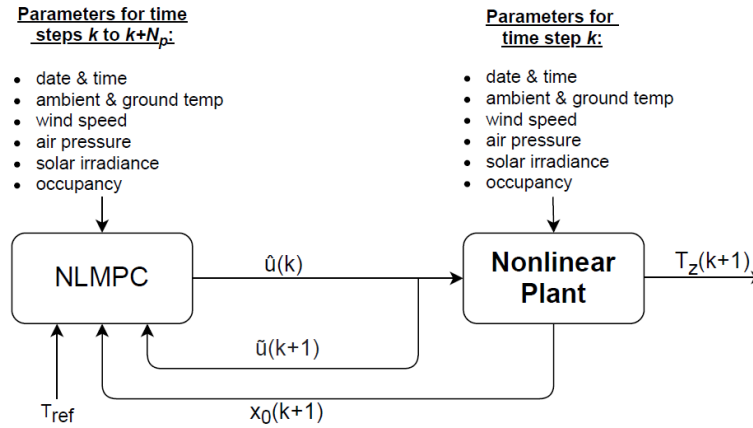 Parameters for time
steps k to k+Nₚ:
• date & time
• ambient & ground temp
• wind speed
• air pressure
• solar irradiance
• occupancy
Parameters for
time step k:
• date & time
• ambient & ground temp
• wind speed
• air pressure
• solar irradiance
• occupancy
NLMPC
û(k)
Nonlinear
Plant
T_z(k+1)
ũ(k+1)
T_ref
x₀(k+1)